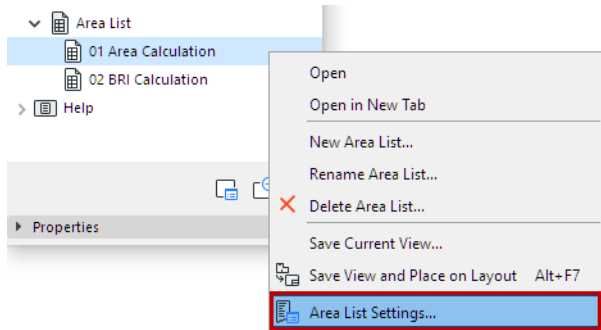 Area List
01 Area Calculation
02 BRI Calculation
Help
Properties
Open
Open in New Tab
New Area List...
Rename Area List...
Delete Area List...
Save Current View...
Save View and Place on Layout Alt+F7
Area List Settings...